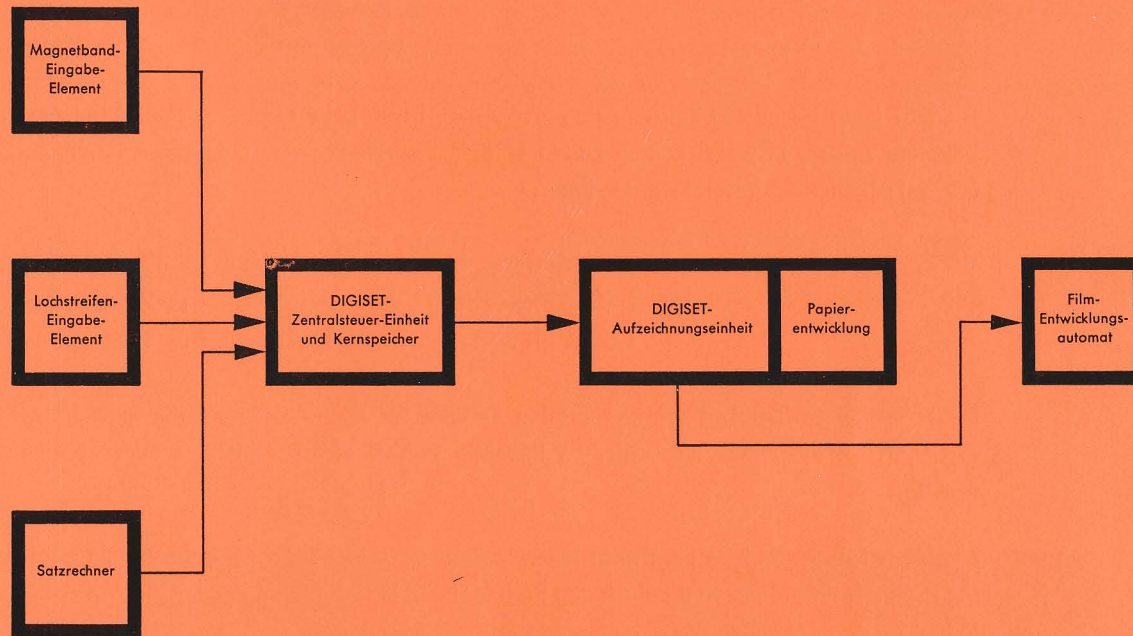 Magnetband-
Eingabe-
Element
Lochstreifen-
Eingabe-
Element
Satzrechner
DIGISET-
Zentralsteuer-Einheit
und Kernspeicher
DIGISET-
Aufzeichnungseinheit
Papier-
entwicklung
Film-
Entwicklungs-
automat